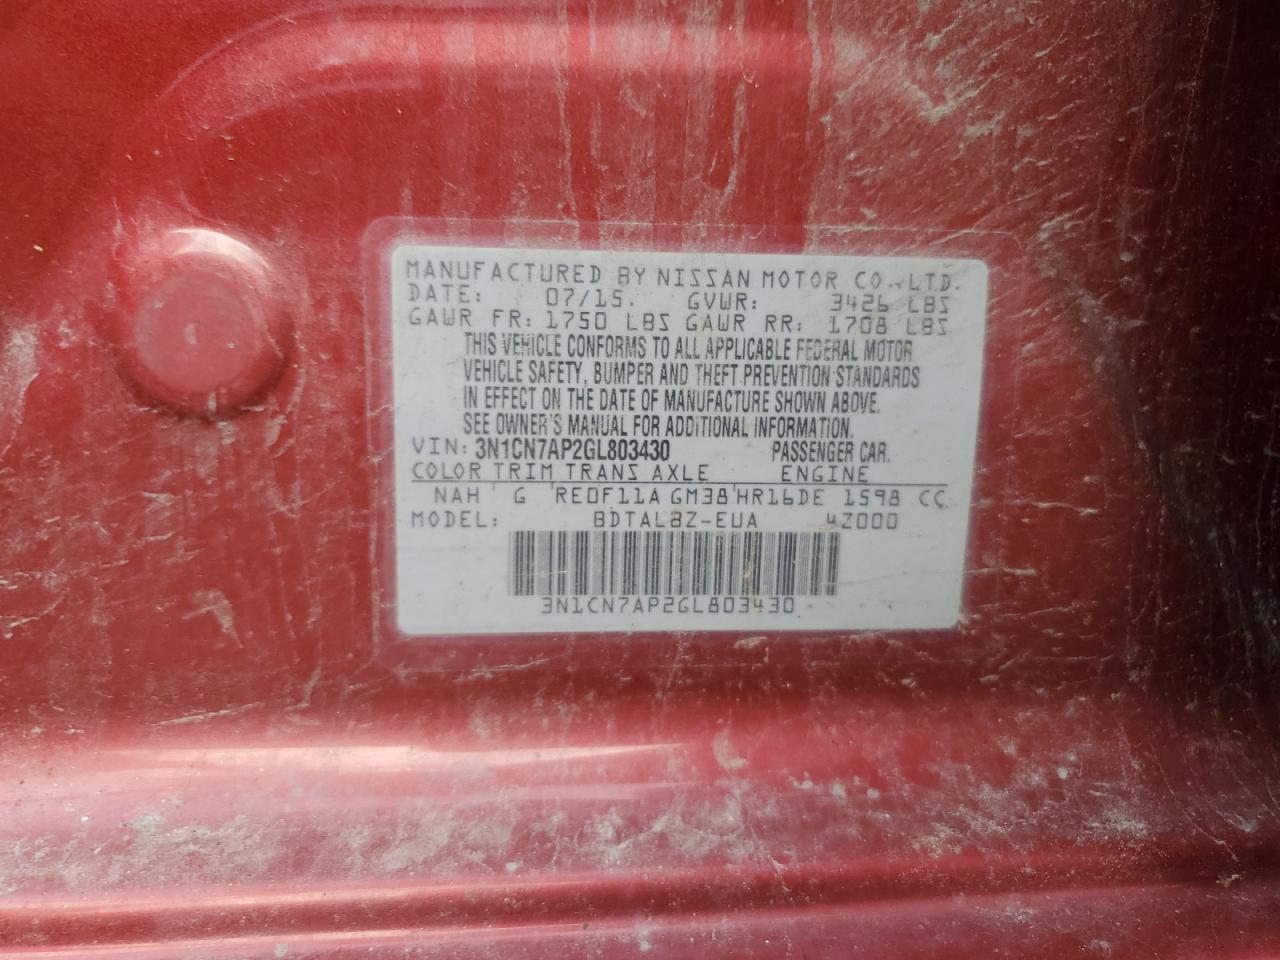 MANUFACTURED BY NISSAN MOTOR CO., LTD.
DATE: 07/15. GVWR: 3426 LBS
GAWR FR: 1750 LBS GAWR RR: 1708 LBS
THIS VEHICLE CONFORMS TO ALL APPLICABLE FEDERAL MOTOR
VEHICLE SAFETY, BUMPER AND THEFT PREVENTION STANDARDS
IN EFFECT ON THE DATE OF MANUFACTURE SHOWN ABOVE.
SEE OWNER'S MANUAL FOR ADDITIONAL INFORMATION.
VIN: 3N1CN7AP2GL803430 PASSENGER CAR.
COLOR TRIM TRANS AXLE ENGINE
NAH G RE0F11A GM38 HR16DE 1598 CC
MODEL: BDTALBZ-EUA 4Z000
3N1CN7AP2GL803430